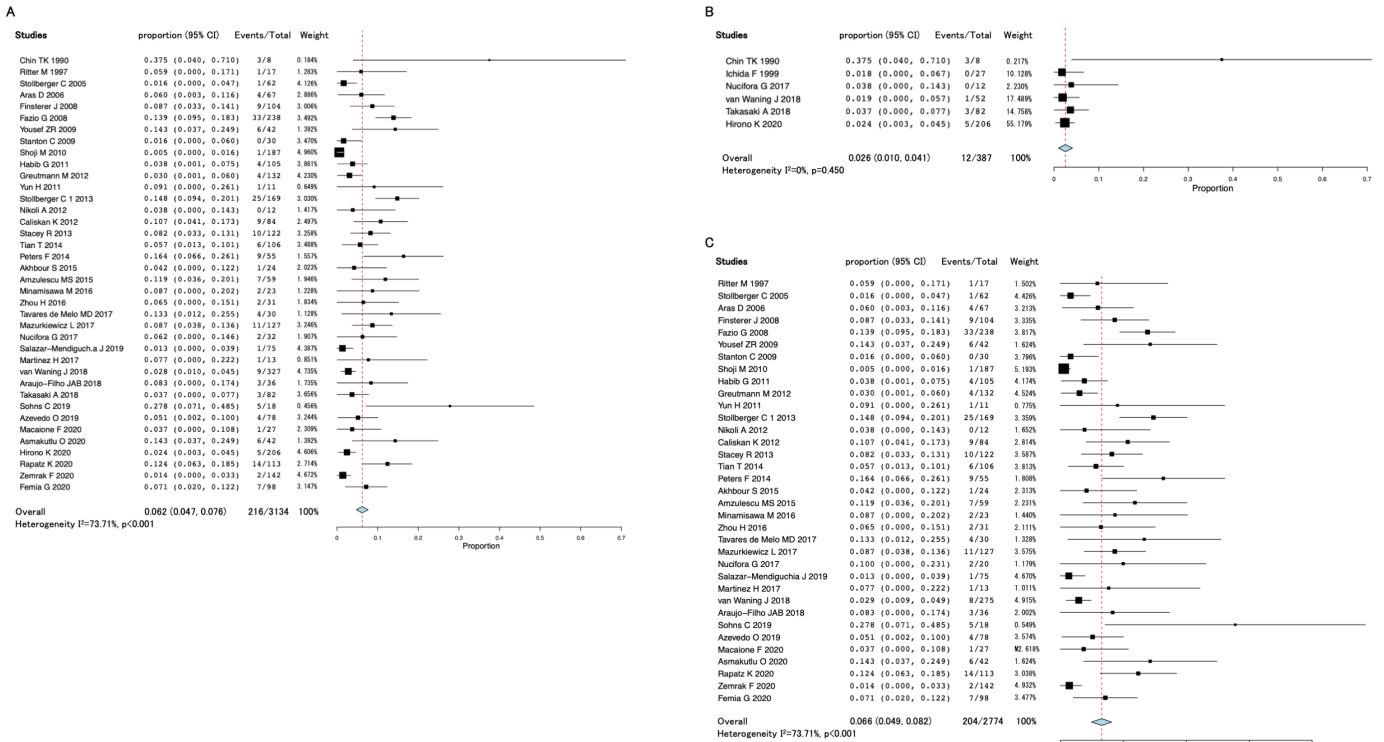 A
Studies proportion (95% CI) Events/Total Weight
Chin TK 1990 0.375 (0.040, 0.710) 3/8 0.184%
Ritter M 1997 0.059 (0.000, 0.171) 1/17 1.283%
Stollberger C 2005 0.016 (0.000, 0.047) 1/62 4.126%
Aras D 2006 0.060 (0.003, 0.116) 4/67 3.019%
Finsterer J 2008 0.087 (0.033, 0.141) 9/104 3.006%
Fazio G 2008 0.139 (0.095, 0.183) 33/238 3.492%
Yousef ZR 2009 0.143 (0.037, 0.249) 6/42 1.392%
Stanton C 2009 0.016 (0.000, 0.060) 0/30 3.470%
Shoji M 2010 0.005 (0.000, 0.016) 1/187 4.960%
Habib G 2011 0.038 (0.001, 0.075) 4/105 3.861%
Greutmann M 2012 0.030 (0.001, 0.060) 4/132 4.230%
Yun H 2011 0.091 (0.000, 0.261) 1/11 0.649%
Stollberger C 1 2013 0.148 (0.094, 0.201) 25/169 3.030%
Nikoli A 2012 0.038 (0.000, 0.143) 0/12 1.417%
Caliskan K 2012 0.107 (0.041, 0.173) 9/84 2.497%
Stacey R 2013 0.082 (0.033, 0.131) 10/122 3.258%
Tian T 2014 0.057 (0.013, 0.101) 6/106 3.488%
Peters F 2014 0.164 (0.066, 0.261) 9/55 1.557%
Akhbour S 2015 0.042 (0.000, 0.122) 1/24 2.023%
Amzulescu MS 2015 0.119 (0.036, 0.201) 7/59 1.946%
Minamisawa M 2016 0.087 (0.000, 0.202) 2/23 1.228%
Zhou H 2016 0.065 (0.000, 0.151) 2/31 1.834%
Tavares de Melo MD 2017 0.133 (0.012, 0.255) 4/30 1.128%
Mazurkiewicz L 2017 0.087 (0.038, 0.136) 11/127 3.246%
Nucifora G 2017 0.062 (0.000, 0.146) 2/32 1.907%
Salazar-Mendiguch.a J 2019 0.013 (0.000, 0.039) 1/75 4.387%
Martinez H 2017 0.077 (0.000, 0.222) 1/13 0.851%
van Waning J 2018 0.028 (0.010, 0.045) 9/327 4.735%
Araujo-Filho JAB 2018 0.083 (0.000, 0.174) 3/36 1.735%
Takasaki A 2018 0.037 (0.000, 0.077) 3/82 3.656%
Sohns C 2019 0.278 (0.071, 0.485) 5/18 0.456%
Azevedo O 2019 0.051 (0.002, 0.100) 4/78 3.244%
Macaione F 2020 0.037 (0.000, 0.108) 1/27 2.309%
Asmakutlu O 2020 0.143 (0.037, 0.249) 6/42 1.392%
Hirono K 2020 0.024 (0.003, 0.045) 5/206 4.606%
Rapatz K 2020 0.124 (0.063, 0.185) 14/113 2.714%
Zemrak F 2020 0.014 (0.000, 0.033) 2/142 4.672%
Femia G 2020 0.071 (0.020, 0.122) 7/98 3.147%
Overall 0.062 (0.047, 0.076) 216/3134 100%
Heterogeneity I²=73.71%, p<0.001
0 0.1 0.2 0.3 0.4 0.5 0.6 0.7
Proportion
B
Studies proportion (95% CI) Events/Total Weight
Chin TK 1990 0.375 (0.040, 0.710) 3/8 0.217%
Ichida F 1999 0.018 (0.000, 0.067) 0/27 10.128%
Nucifora G 2017 0.038 (0.000, 0.143) 0/12 2.230%
van Waning J 2018 0.019 (0.000, 0.057) 1/52 17.489%
Takasaki A 2018 0.037 (0.000, 0.077) 3/82 14.758%
Hirono K 2020 0.024 (0.003, 0.045) 5/206 55.179%
Overall 0.026 (0.010, 0.041) 12/387 100%
Heterogeneity I²=0%, p=0.450
0 0.1 0.2 0.3 0.4 0.5 0.6 0.7
Proportion
C
Studies proportion (95% CI) Events/Total Weight
Ritter M 1997 0.059 (0.000, 0.171) 1/17 1.502%
Stollberger C 2005 0.016 (0.000, 0.047) 1/62 4.426%
Aras D 2006 0.060 (0.003, 0.116) 4/67 3.213%
Finsterer J 2008 0.087 (0.033, 0.141) 9/104 3.335%
Fazio G 2008 0.139 (0.095, 0.183) 33/238 3.817%
Yousef ZR 2009 0.143 (0.037, 0.249) 6/42 1.624%
Stanton C 2009 0.016 (0.000, 0.060) 0/30 3.796%
Shoji M 2010 0.005 (0.000, 0.016) 1/187 5.193%
Habib G 2011 0.038 (0.001, 0.075) 4/105 4.174%
Greutmann M 2012 0.030 (0.001, 0.060) 4/132 4.524%
Yun H 2011 0.091 (0.000, 0.261) 1/11 0.775%
Stollberger C 1 2013 0.148 (0.094, 0.201) 25/169 3.359%
Nikoli A 2012 0.038 (0.000, 0.143) 0/12 1.652%
Caliskan K 2012 0.107 (0.041, 0.173) 9/84 2.814%
Stacey R 2013 0.082 (0.033, 0.131) 10/122 3.587%
Tian T 2014 0.057 (0.013, 0.101) 6/106 3.813%
Peters F 2014 0.164 (0.066, 0.261) 9/55 1.808%
Akhbour S 2015 0.042 (0.000, 0.122) 1/24 2.313%
Amzulescu MS 2015 0.119 (0.036, 0.201) 7/59 2.231%
Minamisawa M 2016 0.087 (0.000, 0.202) 2/23 1.440%
Zhou H 2016 0.065 (0.000, 0.151) 2/31 2.111%
Tavares de Melo MD 2017 0.133 (0.012, 0.255) 4/30 1.328%
Mazurkiewicz L 2017 0.087 (0.038, 0.136) 11/127 3.575%
Nucifora G 2017 0.100 (0.000, 0.231) 2/20 1.179%
Salazar-Mendiguchia J 2019 0.013 (0.000, 0.039) 1/75 4.670%
Martinez H 2017 0.077 (0.000, 0.222) 1/13 1.011%
van Waning J 2018 0.029 (0.009, 0.049) 8/275 4.915%
Araujo-Filho JAB 2018 0.083 (0.000, 0.174) 3/36 2.002%
Sohns C 2019 0.278 (0.071, 0.485) 5/18 0.549%
Azevedo O 2019 0.051 (0.002, 0.100) 4/78 3.574%
Macaione F 2020 0.037 (0.000, 0.108) 1/27 M2.618%
Asmakutlu O 2020 0.143 (0.037, 0.249) 6/42 1.624%
Rapatz K 2020 0.124 (0.063, 0.185) 14/113 3.038%
Zemrak F 2020 0.014 (0.000, 0.033) 2/142 4.932%
Femia G 2020 0.071 (0.020, 0.122) 7/98 3.477%
Overall 0.066 (0.049, 0.082) 204/2774 100%
Heterogeneity I²=73.71%, p<0.001